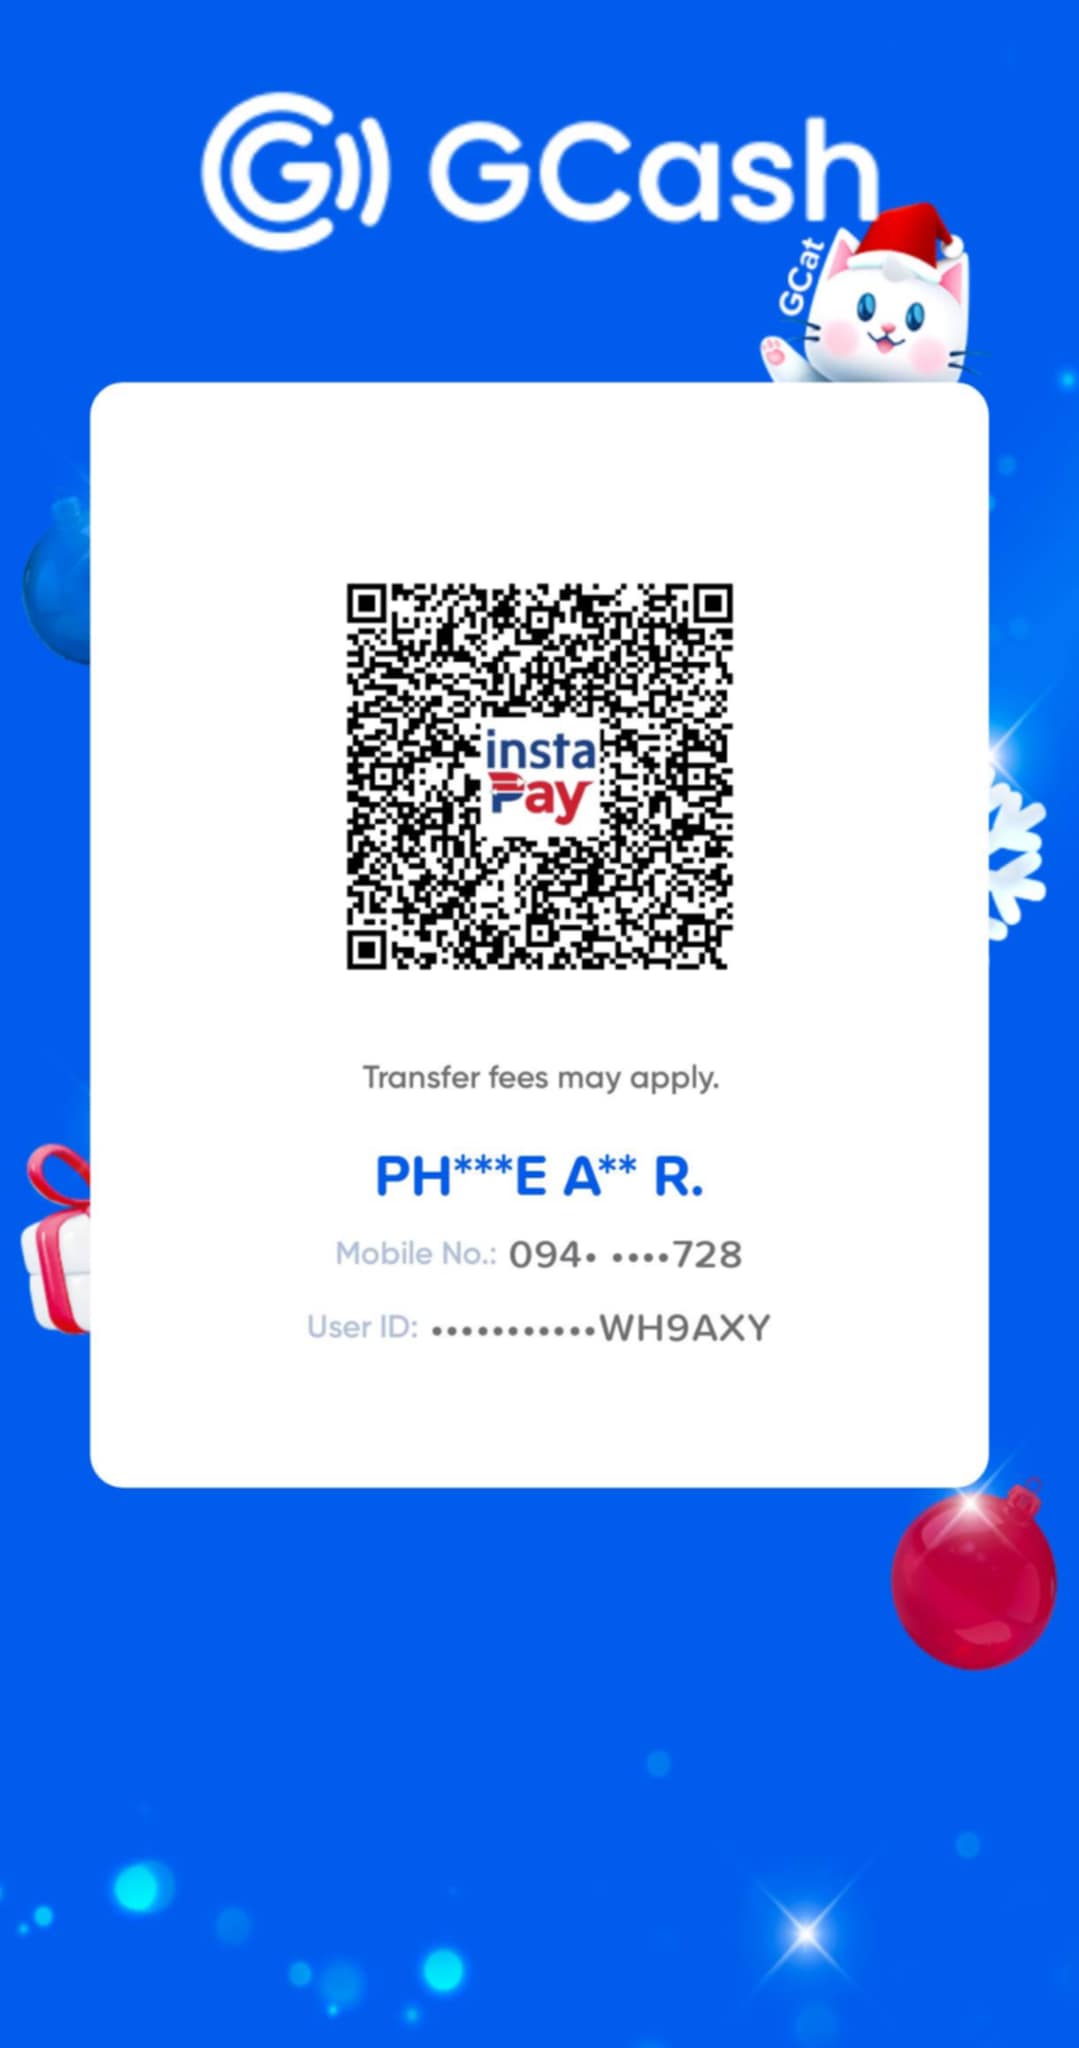 GCash
GCat
insta
Pay
Transfer fees may apply.
PH***E A** R.
Mobile No.: 094• ••••728
User ID: •••••••••••WH9AXY